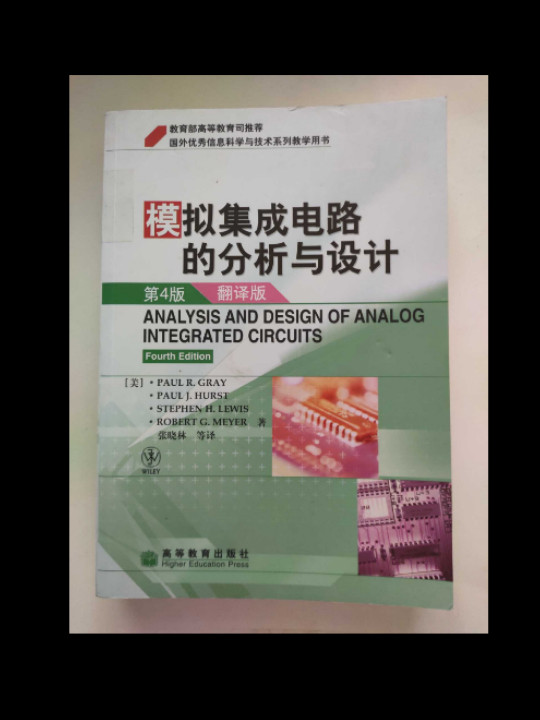 教育部高等教育司推荐
国外优秀信息科学与技术系列教学用书
模拟集成电路
的分析与设计
第4版 翻译版
ANALYSIS AND DESIGN OF ANALOG
INTEGRATED CIRCUITS
Fourth Edition
[美] • PAUL R. GRAY
• PAUL J. HURST
• STEPHEN H. LEWIS
• ROBERT G. MEYER 著
张晓林 等译
WILEY
高等教育出版社
Higher Education Press